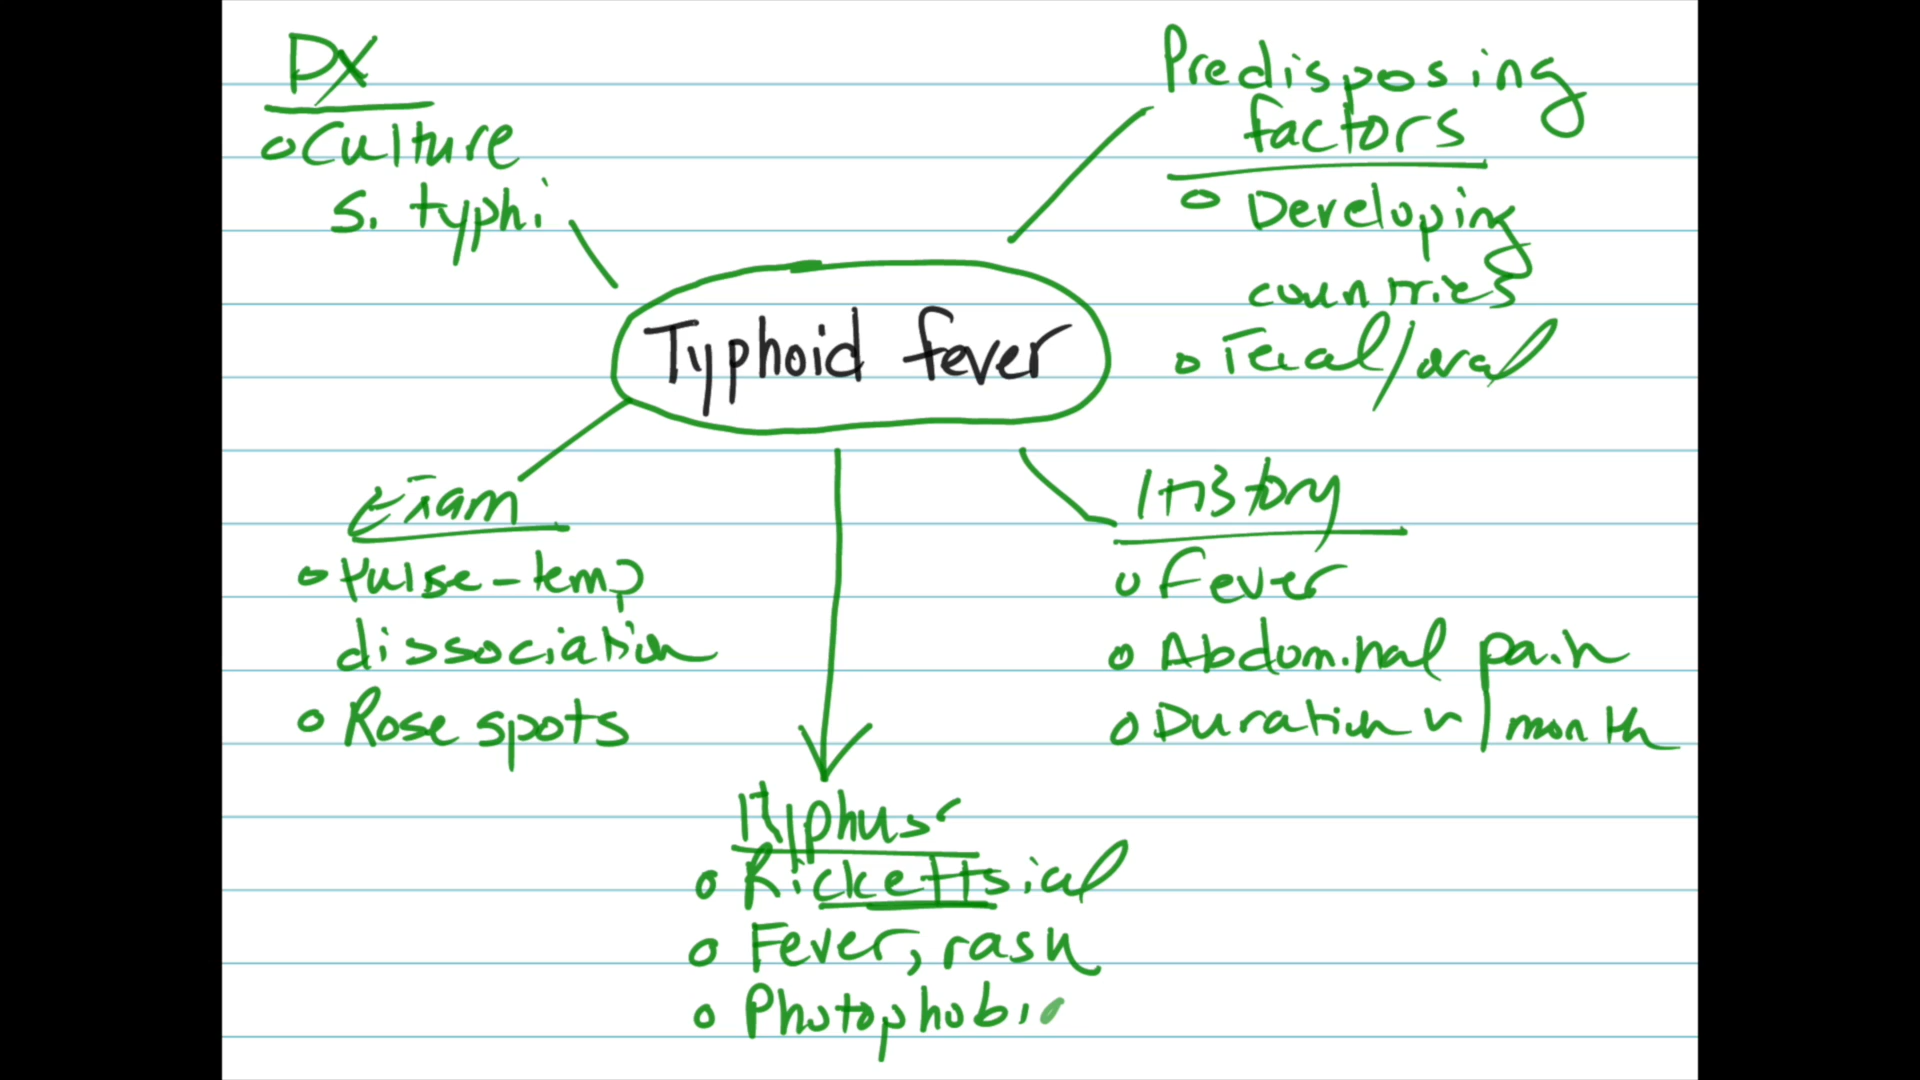 Dx
Culture
S. typhi
Predisposing
factors
Developing
countries
Fecal/oral
Typhoid fever
Exam
Pulse-temp
dissociation
Rose spots
History
Fever
Abdominal pain
Duration ~ 1 month
Typhus
Rickettsial
Fever, rash
Photophobi